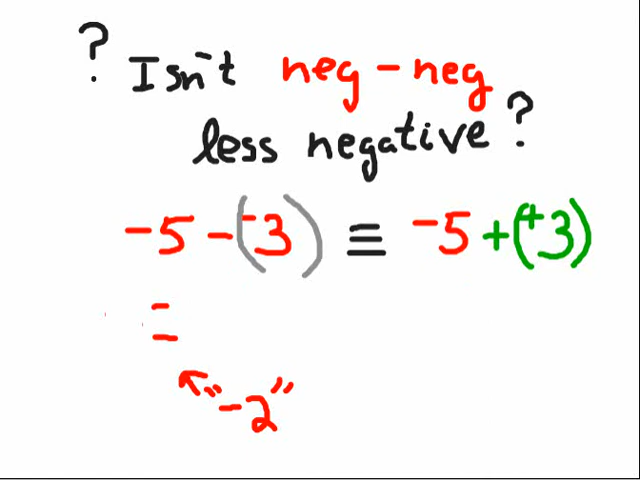 ? Isn't neg - neg
less negative?
-5 -(-3) ≡ -5 +(+3)
=
"-2"